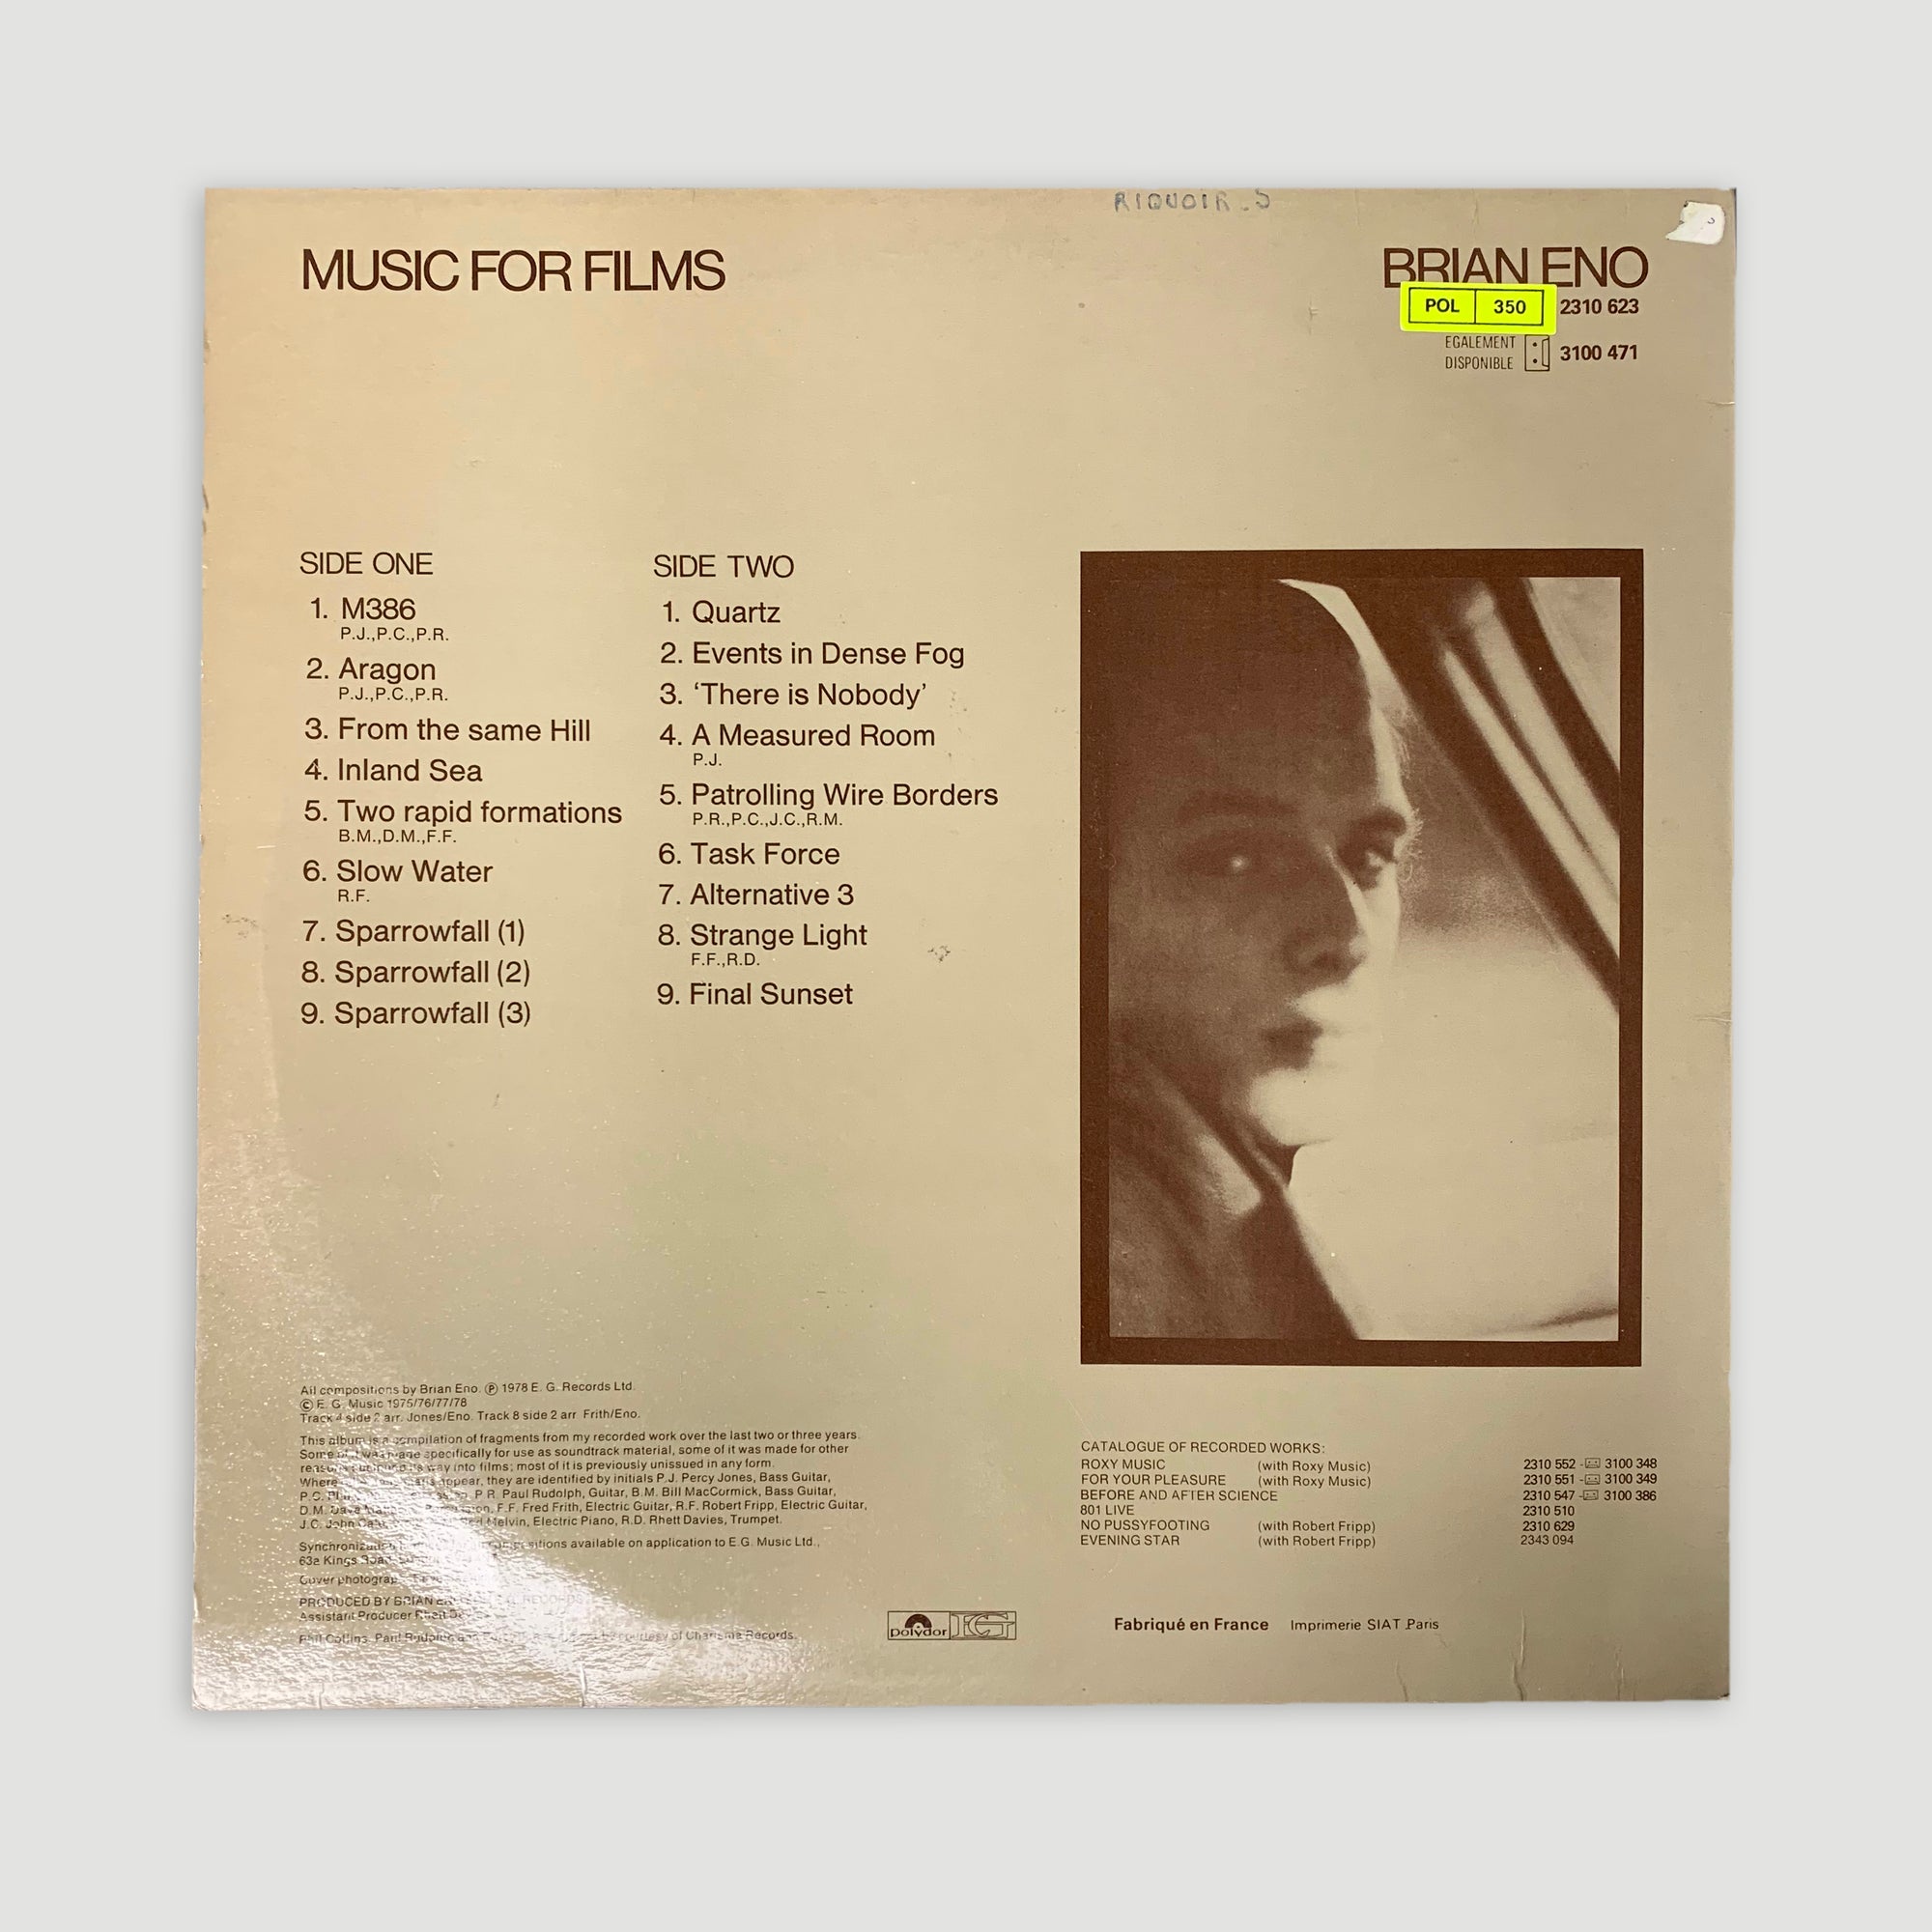 RIQUOIR_S
MUSIC FOR FILMS
BRIAN ENO
POL 350 2310 623
EGALEMENT
DISPONIBLE 3100 471
SIDE ONE
1. M386
P.J.,P.C.,P.R.
2. Aragon
P.J.,P.C.,P.R.
3. From the same Hill
4. Inland Sea
5. Two rapid formations
B.M.,D.M.,F.F.
6. Slow Water
R.F.
7. Sparrowfall (1)
8. Sparrowfall (2)
9. Sparrowfall (3)
SIDE TWO
1. Quartz
2. Events in Dense Fog
3. ‘There is Nobody’
4. A Measured Room
P.J.
5. Patrolling Wire Borders
P.R.,P.C.,J.C.,R.M.
6. Task Force
7. Alternative 3
8. Strange Light
F.F.,R.D.
9. Final Sunset
All compositions by Brian Eno. Ⓟ 1978 E. G. Records Ltd.
© E. G. Music 1975/76/77/78
Track 4 side 2 arr. Jones/Eno. Track 8 side 2 arr Frith/Eno.
This album is a compilation of fragments from my recorded work over the last two or three years.
Some of it was made specifically for use as soundtrack material, some of it was made for other
way into films; most of it is previously unissued in any form.
Where appear, they are identified by initials P.J. Percy Jones, Bass Guitar,
P.C. P.R. Paul Rudolph, Guitar, B.M. Bill MacCormick, Bass Guitar,
D.M. F.F. Fred Frith, Electric Guitar, R.F. Robert Fripp, Electric Guitar,
J.C. John Melvin, Electric Piano, R.D. Rhett Davies, Trumpet.
available on application to E.G. Music Ltd.,
63a Kings
Cover
PRODUCED BY BRIAN
Assistant Producer
Phil Collins, Paul Rudolph courtesy of Charisma Records.
polydor EG
CATALOGUE OF RECORDED WORKS:
ROXY MUSIC (with Roxy Music) 2310 552 - 3100 348
FOR YOUR PLEASURE (with Roxy Music) 2310 551 - 3100 349
BEFORE AND AFTER SCIENCE 2310 547 - 3100 386
801 LIVE 2310 510
NO PUSSYFOOTING (with Robert Fripp) 2310 629
EVENING STAR (with Robert Fripp) 2343 094
Fabriqué en France Imprimerie SIAT Paris